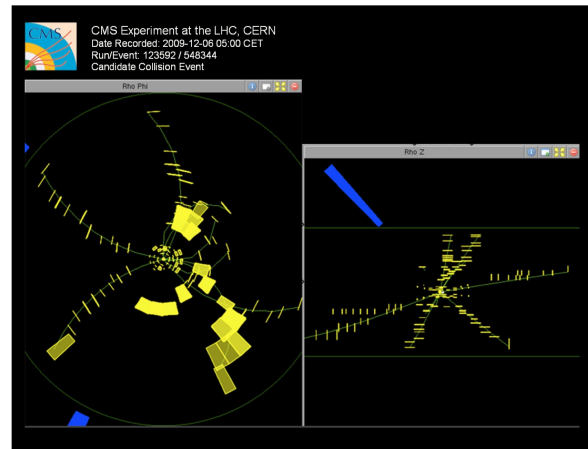 CMS
CMS Experiment at the LHC, CERN
Date Recorded: 2009-12-06 05:00 CET
Run/Event: 123592 / 548344
Candidate Collision Event
Rho Phi
Rho Z